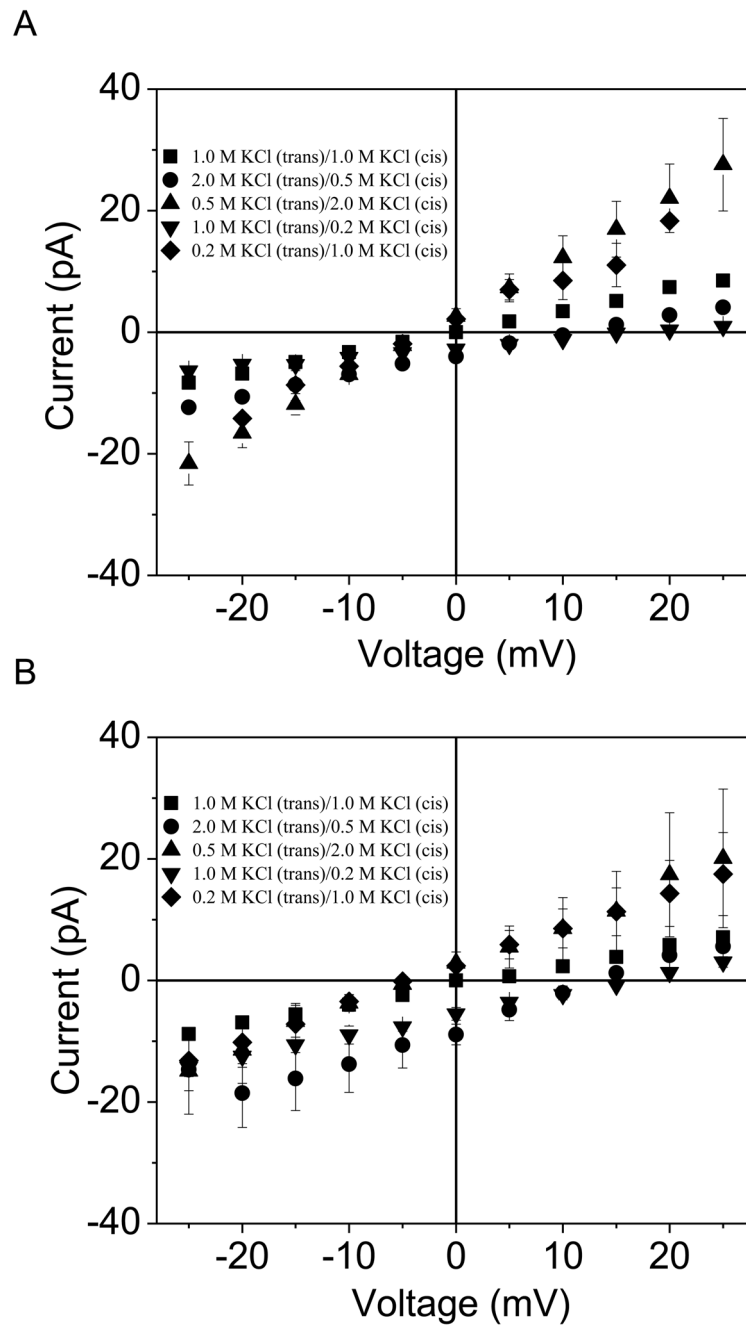 A
40
20
0
-20
-40
Current (pA)
1.0 M KCl (trans)/1.0 M KCl (cis)
2.0 M KCl (trans)/0.5 M KCl (cis)
0.5 M KCl (trans)/2.0 M KCl (cis)
1.0 M KCl (trans)/0.2 M KCl (cis)
0.2 M KCl (trans)/1.0 M KCl (cis)
-20 -10 0 10 20
Voltage (mV)
B
40
20
0
-20
-40
Current (pA)
1.0 M KCl (trans)/1.0 M KCl (cis)
2.0 M KCl (trans)/0.5 M KCl (cis)
0.5 M KCl (trans)/2.0 M KCl (cis)
1.0 M KCl (trans)/0.2 M KCl (cis)
0.2 M KCl (trans)/1.0 M KCl (cis)
-20 -10 0 10 20
Voltage (mV)